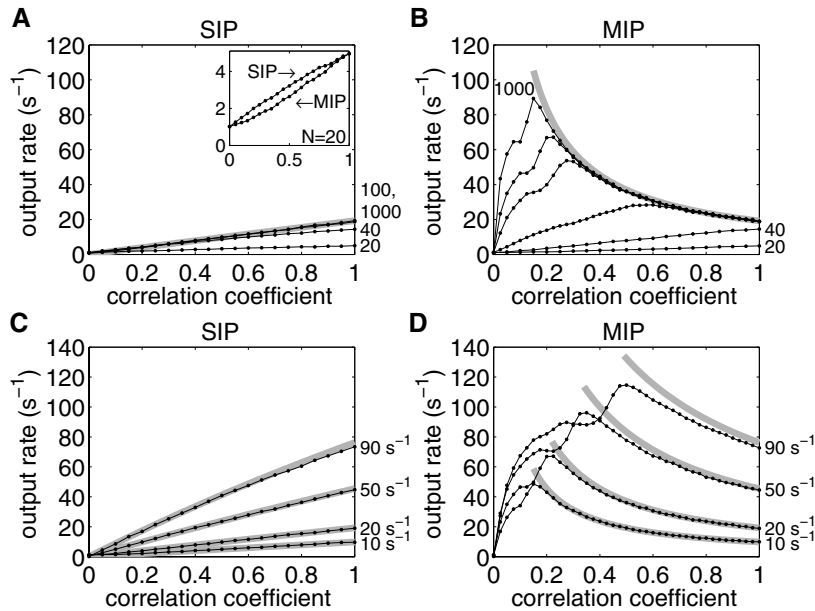 A
SIP
120
100
80
60
40
20
0
output rate (s⁻¹)
0 0.2 0.4 0.6 0.8 1
correlation coefficient
4
2
0
0 0.5 1
SIP→
←MIP
N=20
100,
1000
40
20
B
MIP
120
100
80
60
40
20
0
output rate (s⁻¹)
0 0.2 0.4 0.6 0.8 1
correlation coefficient
1000
40
20
C
SIP
140
120
100
80
60
40
20
0
output rate (s⁻¹)
0 0.2 0.4 0.6 0.8 1
correlation coefficient
90 s⁻¹
50 s⁻¹
20 s⁻¹
10 s⁻¹
D
MIP
140
120
100
80
60
40
20
0
output rate (s⁻¹)
0 0.2 0.4 0.6 0.8 1
correlation coefficient
90 s⁻¹
50 s⁻¹
20 s⁻¹
10 s⁻¹